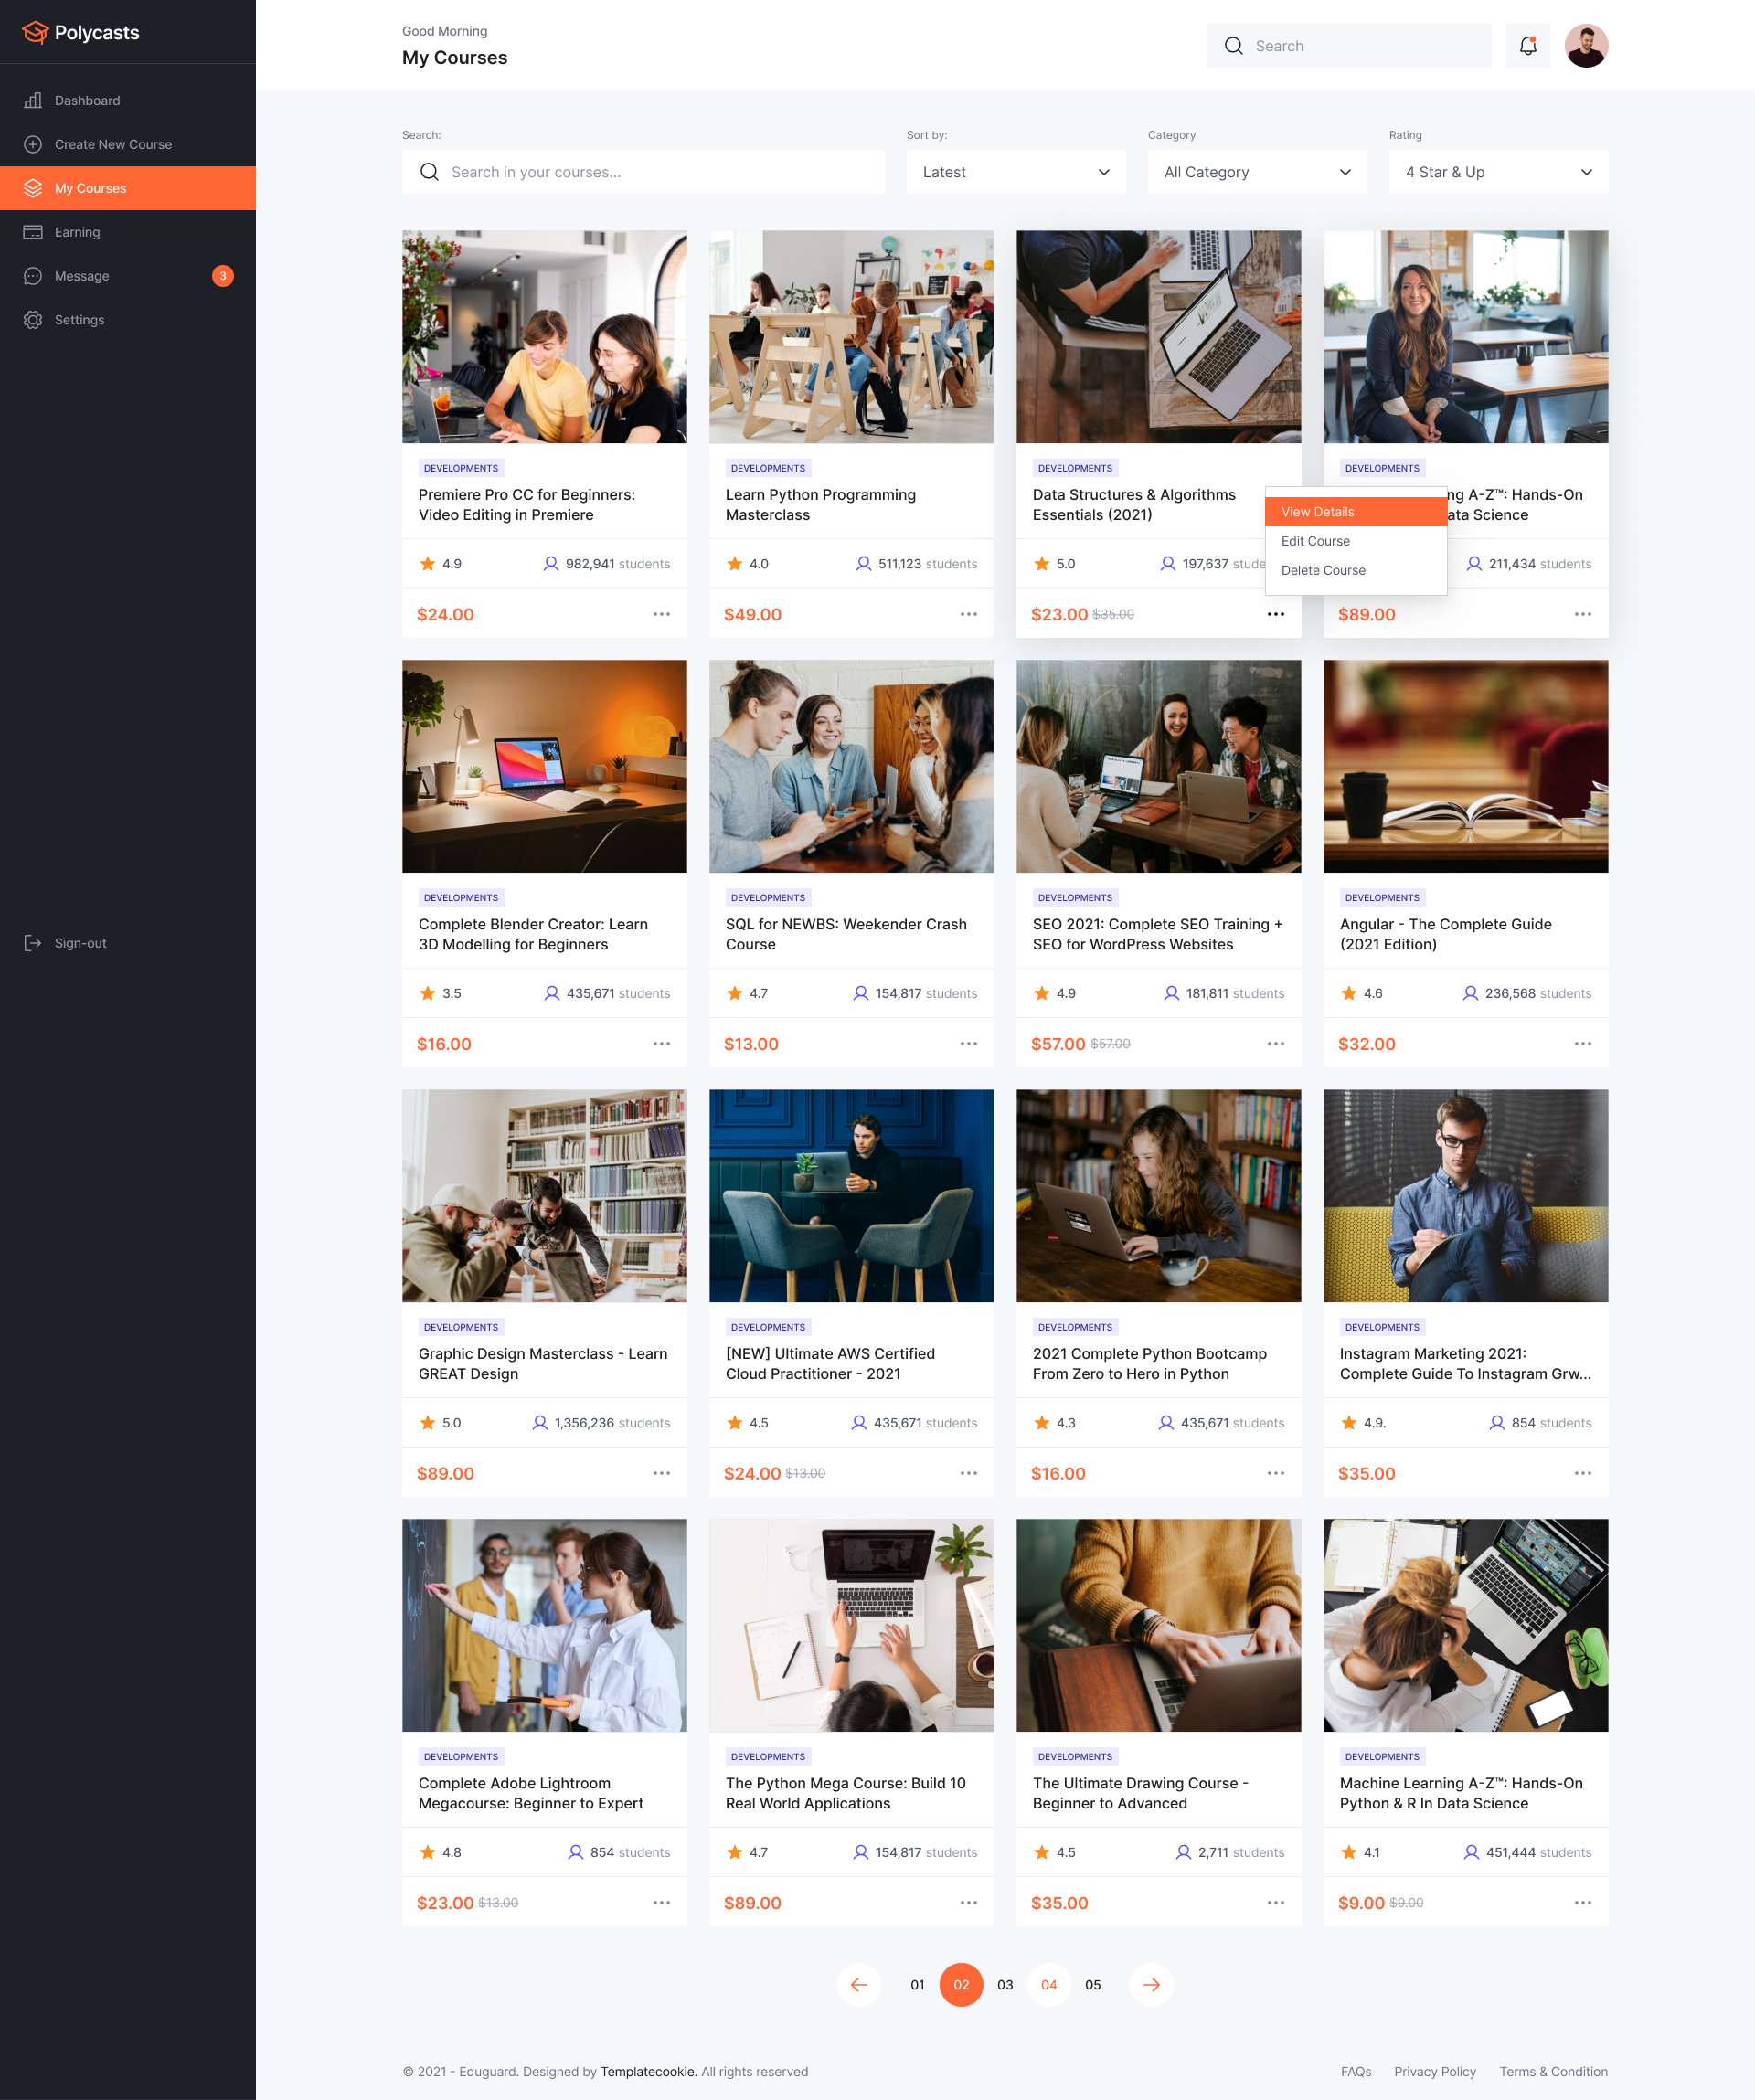 Polycasts
Dashboard
Create New Course
My Courses
Earning
Message
3
Settings
Sign-out
Good Morning
My Courses
Search
Search:
Search in your courses...
Sort by:
Latest
Category
All Category
Rating
4 Star & Up
DEVELOPMENTS
Premiere Pro CC for Beginners:
Video Editing in Premiere
4.9
982,941 students
$24.00
DEVELOPMENTS
Learn Python Programming
Masterclass
4.0
511,123 students
$49.00
DEVELOPMENTS
Data Structures & Algorithms
Essentials (2021)
5.0
197,637
$23.00 $35.00
View Details
Edit Course
Delete Course
DEVELOPMENTS
A-Z™: Hands-On
Science
211,434 students
$89.00
DEVELOPMENTS
Complete Blender Creator: Learn
3D Modelling for Beginners
3.5
435,671 students
$16.00
DEVELOPMENTS
SQL for NEWBS: Weekender Crash
Course
4.7
154,817 students
$13.00
DEVELOPMENTS
SEO 2021: Complete SEO Training +
SEO for WordPress Websites
4.9
181,811 students
$57.00 $57.00
DEVELOPMENTS
Angular - The Complete Guide
(2021 Edition)
4.6
236,568 students
$32.00
DEVELOPMENTS
Graphic Design Masterclass - Learn
GREAT Design
5.0
1,356,236 students
$89.00
DEVELOPMENTS
[NEW] Ultimate AWS Certified
Cloud Practitioner - 2021
4.5
435,671 students
$24.00 $13.00
DEVELOPMENTS
2021 Complete Python Bootcamp
From Zero to Hero in Python
4.3
435,671 students
$16.00
DEVELOPMENTS
Instagram Marketing 2021:
Complete Guide To Instagram Grw...
4.9.
854 students
$35.00
DEVELOPMENTS
Complete Adobe Lightroom
Megacourse: Beginner to Expert
4.8
854 students
$23.00 $13.00
DEVELOPMENTS
The Python Mega Course: Build 10
Real World Applications
4.7
154,817 students
$89.00
DEVELOPMENTS
The Ultimate Drawing Course -
Beginner to Advanced
4.5
2,711 students
$35.00
DEVELOPMENTS
Machine Learning A-Z™: Hands-On
Python & R In Data Science
4.1
451,444 students
$9.00 $9.00
01
02
03
04
05
© 2021 - Eduguard. Designed by Templatecookie. All rights reserved
FAQs
Privacy Policy
Terms & Condition